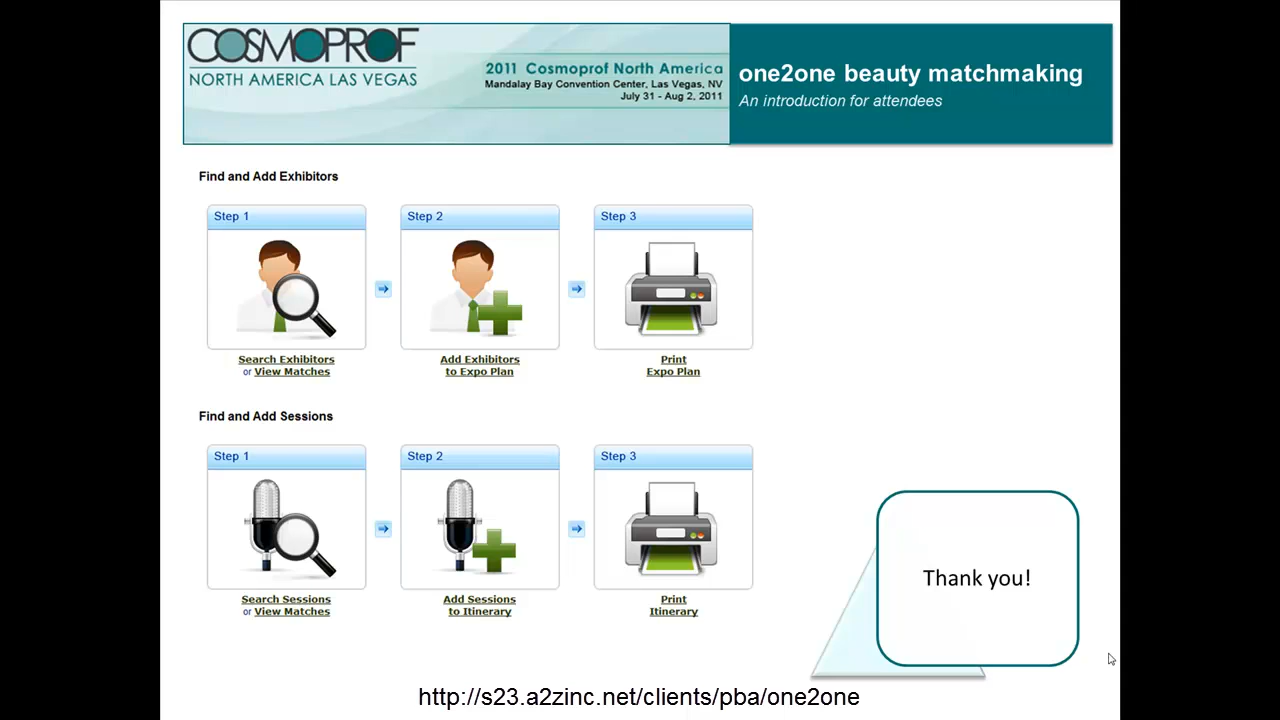 COSMOPROF
NORTH AMERICA LAS VEGAS
2011 Cosmoprof North America
Mandalay Bay Convention Center, Las Vegas, NV
July 31 - Aug 2, 2011
one2one beauty matchmaking
An introduction for attendees
Find and Add Exhibitors
Step 1
Step 2
Step 3
Search Exhibitors
or View Matches
Add Exhibitors
to Expo Plan
Print
Expo Plan
Find and Add Sessions
Step 1
Step 2
Step 3
Search Sessions
or View Matches
Add Sessions
to Itinerary
Print
Itinerary
Thank you!
http://s23.a2zinc.net/clients/pba/one2one